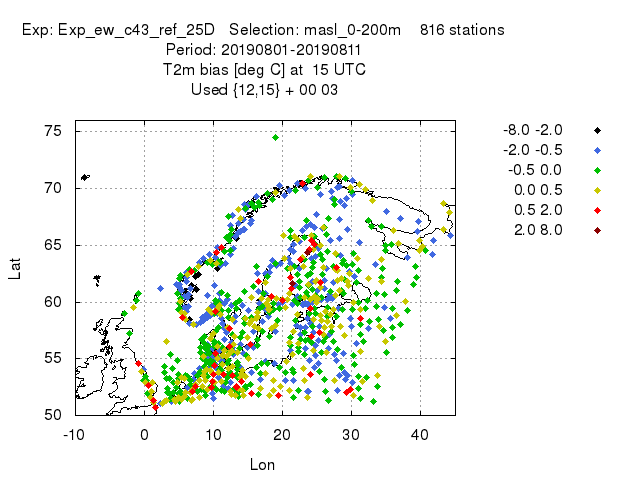 Exp: Exp_ew_c43_ref_25D   Selection: masl_0-200m    816 stations
Period: 20190801-20190811
T2m bias [deg C] at  15 UTC
Used {12,15} + 00 03
-8.0 -2.0
-2.0 -0.5
-0.5 0.0
0.0 0.5
0.5 2.0
2.0 8.0
75
70
65
60
55
50
Lat
-10 0 10 20 30 40
Lon